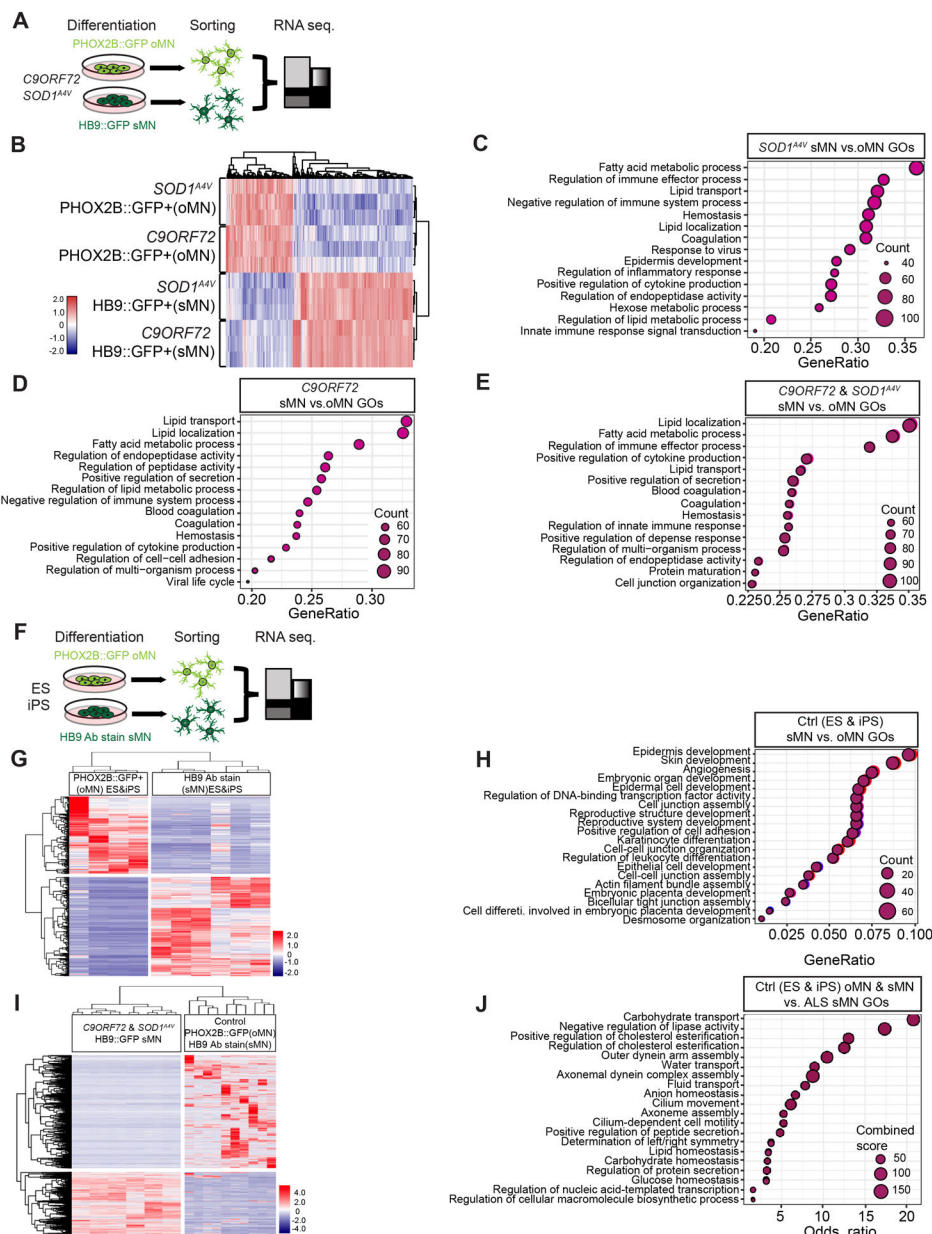 A
Differentiation
Sorting
RNA seq.
PHOX2B::GFP oMN
C9ORF72
SOD1A4V
HB9::GFP sMN
B
SOD1A4V
PHOX2B::GFP+(oMN)
C9ORF72
PHOX2B::GFP+(oMN)
SOD1A4V
HB9::GFP+(sMN)
C9ORF72
HB9::GFP+(sMN)
2.0
1.0
0
-1.0
-2.0
C
SOD1A4V sMN vs.oMN GOs
Fatty acid metabolic process
Regulation of immune effector process
Lipid transport
Negative regulation of immune system process
Hemostasis
Lipid localization
Coagulation
Response to virus
Epidermis development
Regulation of inflammatory response
Positive regulation of cytokine production
Regulation of endopeptidase activity
Hexose metabolic process
Regulation of lipid metabolic process
Innate immune response signal transduction
Count
40
60
80
100
0.20 0.25 0.30 0.35
GeneRatio
D
C9ORF72
sMN vs.oMN GOs
Lipid transport
Lipid localization
Fatty acid metabolic process
Regulation of endopeptidase activity
Regulation of peptidase activity
Positive regulation of secretion
Regulation of lipid metabolic process
Negative regulation of immune system process
Blood coagulation
Coagulation
Hemostasis
Positive regulation of cytokine production
Regulation of cell−cell adhesion
Regulation of multi−organism process
Viral life cycle
Count
60
70
80
90
0.20 0.25 0.30
GeneRatio
E
C9ORF72 & SOD1A4V
sMN vs. oMN GOs
Lipid localization
Fatty acid metabolic process
Regulation of immune effector process
Positive regulation of cytokine production
Lipid transport
Positive regulation of secretion
Blood coagulation
Coagulation
Hemostasis
Regulation of innate immune response
Positive regulation of depense response
Regulation of multi−organism process
Regulation of endopeptidase activity
Protein maturation
Cell junction organization
Count
60
70
80
90
100
0.225 0.25 0.275 0.30 0.325 0.35
GeneRatio
F
Differentiation
Sorting
RNA seq.
PHOX2B::GFP oMN
ES
iPS
HB9 Ab stain sMN
G
PHOX2B::GFP+
(oMN) ES&iPS
HB9 Ab stain
(sMN)ES&iPS
2.0
1.0
0
-1.0
-2.0
H
Ctrl (ES & iPS)
sMN vs. oMN GOs
Epidermis development
Skin development
Angiogenesis
Embryonic organ development
Epidermal cell development
Regulation of DNA-binding transcription factor activity
Cell junction assembly
Reproductive structure development
Reproductive system development
Positive regulation of cell adhesion
Karatinocyte differentiation
Cell-cell junction organization
Regulation of leukocyte differentiation
Epithelial cell development
Cell-cell junction assembly
Actin filament bundle assembly
Embryonic placenta development
Bicellular tight junction assembly
Cell differeti. involved in embryonic placenta development
Desmosome organization
Count
20
40
60
0.025 0.050 0.075 0.100
GeneRatio
I
C9ORF72 & SOD1A4V
HB9::GFP sMN
Control
PHOX2B::GFP(oMN)
HB9 Ab stain(sMN)
4.0
2.0
0
-2.0
-4.0
J
Ctrl (ES & iPS) oMN & sMN
vs. ALS sMN GOs
Carbohydrate transport
Negative regulation of lipase activity
Positive regulation of cholesterol esterification
Regulation of cholesterol esterification
Outer dynein arm assembly
Water transport
Axonemal dynein complex assembly
Fluid transport
Anion homeostasis
Cilium movement
Axoneme assembly
Cilium-dependent cell motility
Positive regulation of peptide secretion
Determination of left/right symmetry
Lipid homeostasis
Carbohydrate homeostasis
Regulation of protein secretion
Glucose homeostasis
Regulation of nucleic acid-templated transcription
Regulation of cellular macromolecule biosynthetic process
Combined
score
50
100
150
5 10 15 20
Odds_ratio